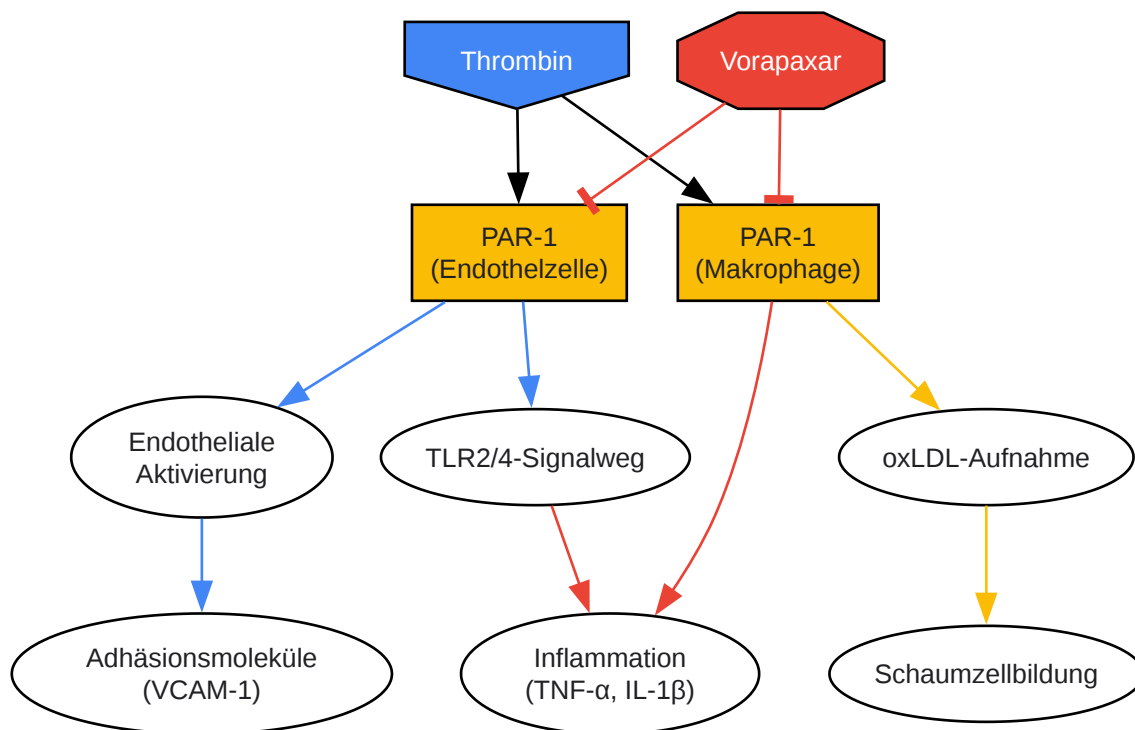 Thrombin
Vorapaxar
PAR-1
(Endothelzelle)
PAR-1
(Makrophage)
Endotheliale
Aktivierung
TLR2/4-Signalweg
oxLDL-Aufnahme
Adhäsionsmoleküle
(VCAM-1)
Inflammation
(TNF-α, IL-1β)
Schaumzellbildung